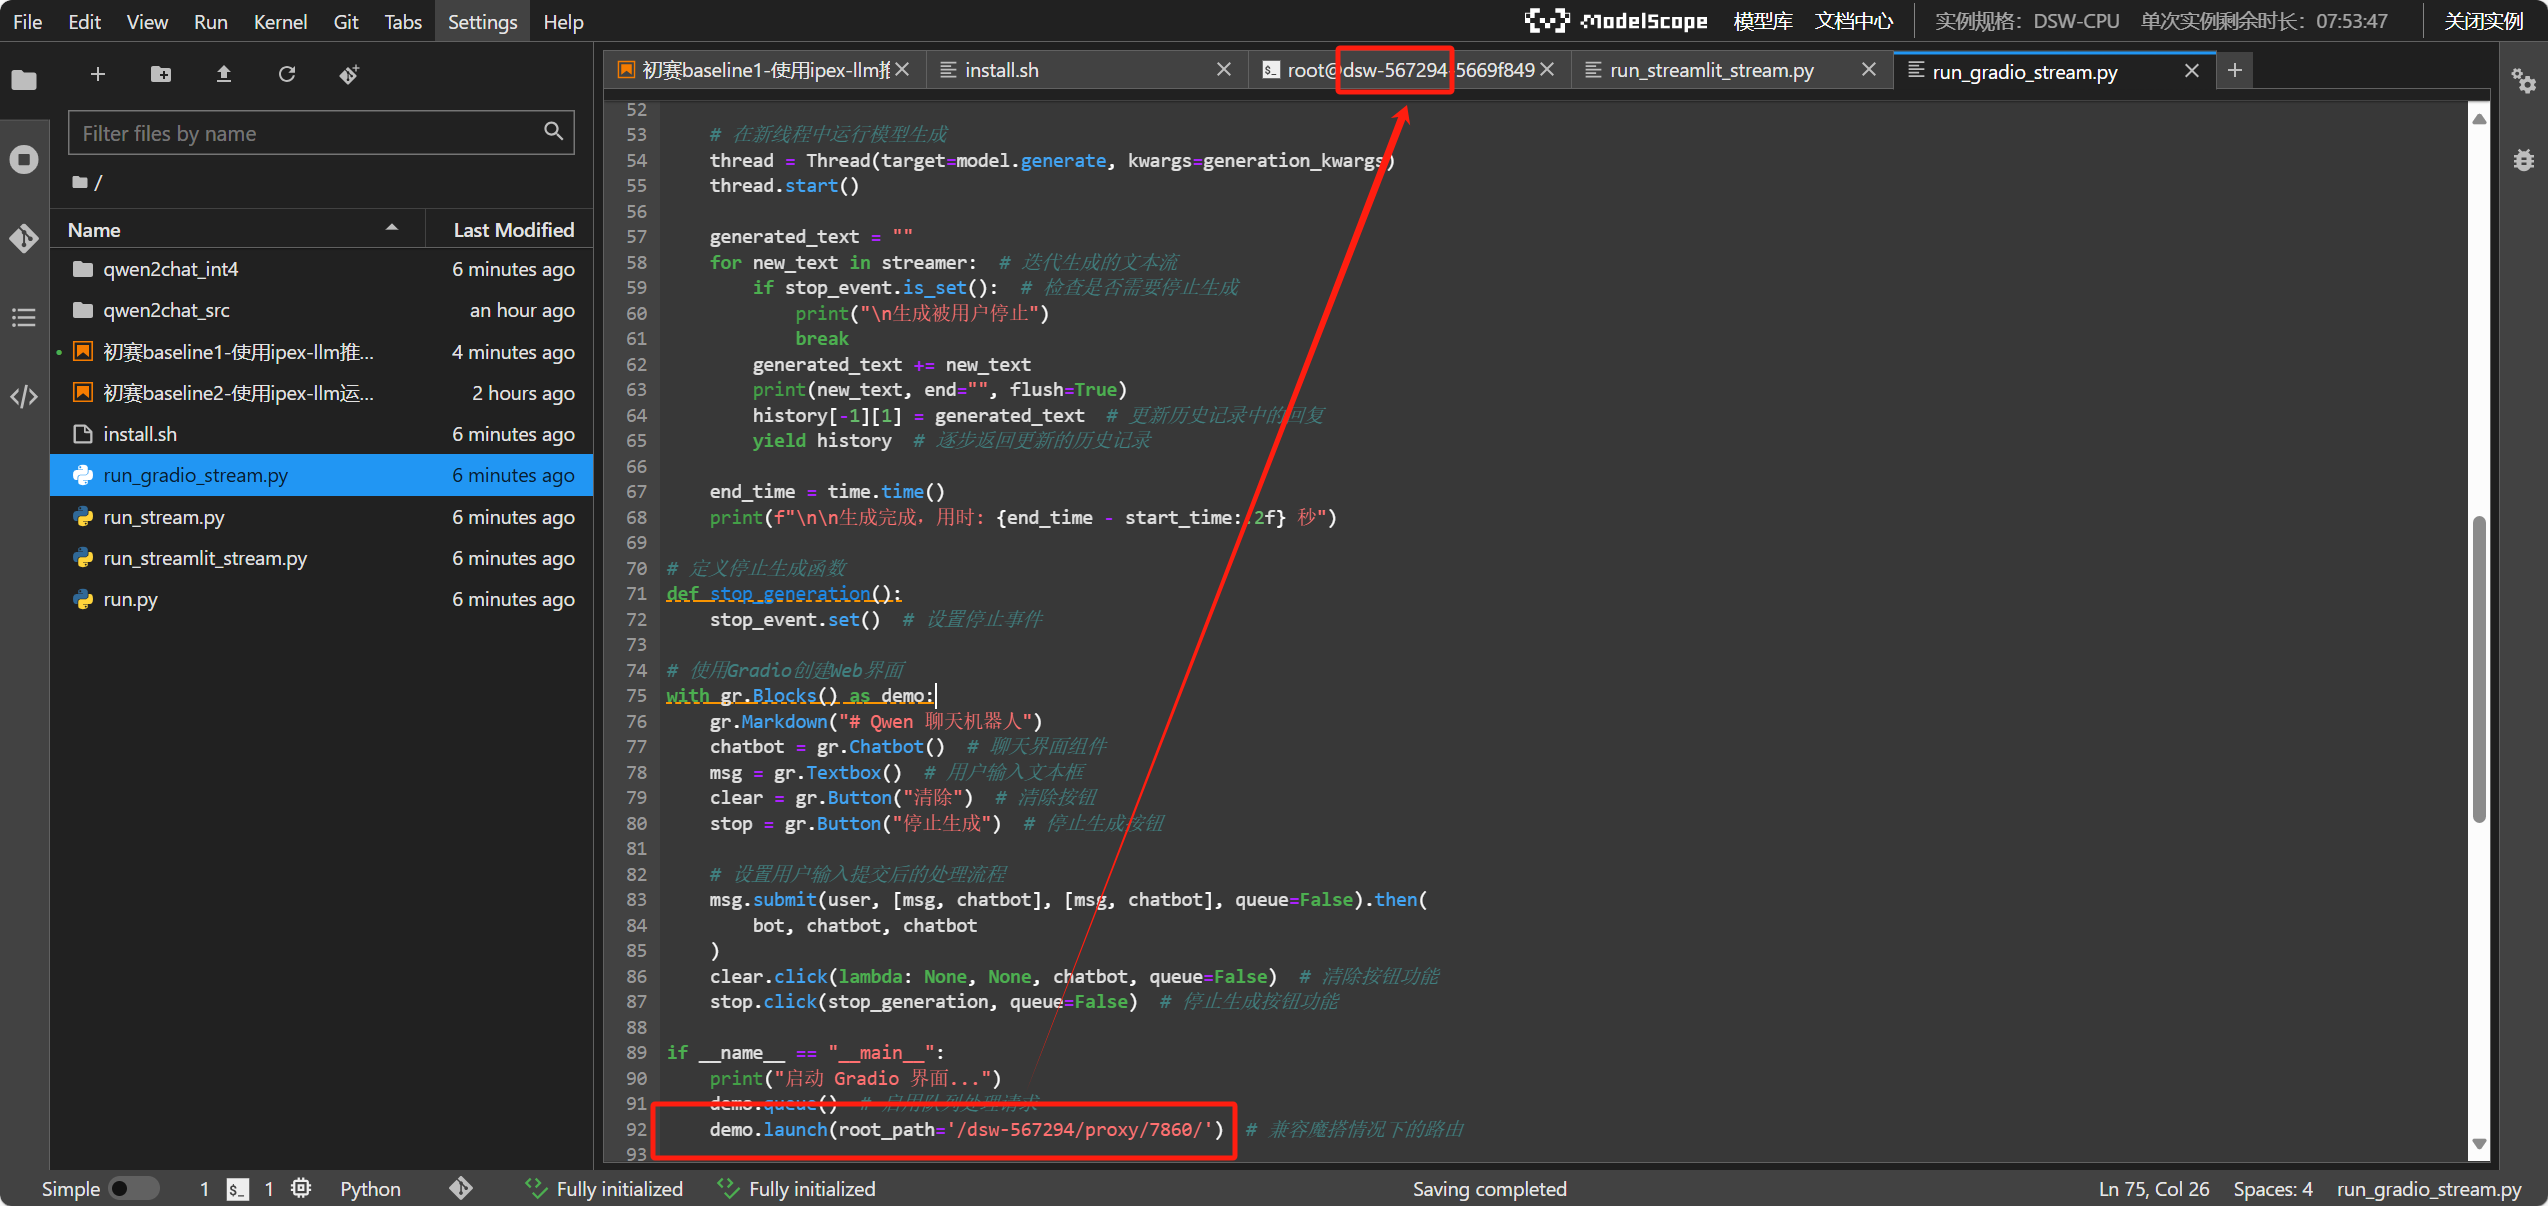 File Edit View Run Kernel Git Tabs Settings Help
ModelScope 模型库 文档中心 实例规格: DSW-CPU 单次实例剩余时长: 07:53:47 关闭实例
初赛baseline1-使用ipex-llm推
install.sh
root@dsw-567294-5669f849
run_streamlit_stream.py
run_gradio_stream.py
Filter files by name
/
Name Last Modified
qwen2chat_int4 6 minutes ago
qwen2chat_src an hour ago
初赛baseline1-使用ipex-llm推... 4 minutes ago
初赛baseline2-使用ipex-llm运... 2 hours ago
install.sh 6 minutes ago
run_gradio_stream.py 6 minutes ago
run_stream.py 6 minutes ago
run_streamlit_stream.py 6 minutes ago
run.py 6 minutes ago
52
53 # 在新线程中运行模型生成
54 thread = Thread(target=model.generate, kwargs=generation_kwargs)
55 thread.start()
56
57 generated_text = ""
58 for new_text in streamer: # 迭代生成的文本流
59 if stop_event.is_set(): # 检查是否需要停止生成
60 print("\n生成被用户停止")
61 break
62 generated_text += new_text
63 print(new_text, end="", flush=True)
64 history[-1][1] = generated_text # 更新历史记录中的回复
65 yield history # 逐步返回更新的历史记录
66
67 end_time = time.time()
68 print(f"\n\n生成完成，用时: {end_time - start_time:.2f} 秒")
69
70 # 定义停止生成函数
71 def stop_generation():
72 stop_event.set() # 设置停止事件
73
74 # 使用Gradio创建Web界面
75 with gr.Blocks() as demo:
76 gr.Markdown("# Qwen 聊天机器人")
77 chatbot = gr.Chatbot() # 聊天界面组件
78 msg = gr.Textbox() # 用户输入文本框
79 clear = gr.Button("清除") # 清除按钮
80 stop = gr.Button("停止生成") # 停止生成按钮
81
82 # 设置用户输入提交后的处理流程
83 msg.submit(user, [msg, chatbot], [msg, chatbot], queue=False).then(
84 bot, chatbot, chatbot
85 )
86 clear.click(lambda: None, None, chatbot, queue=False) # 清除按钮功能
87 stop.click(stop_generation, queue=False) # 停止生成按钮功能
88
89 if __name__ == "__main__":
90 print("启动 Gradio 界面...")
91 demo.queue() # 启用队列处理请求
92 demo.launch(root_path='/dsw-567294/proxy/7860/') # 兼容魔搭情况下的路由
93
Simple 1 $_ 1 Python Fully initialized Fully initialized Saving completed Ln 75, Col 26 Spaces: 4 run_gradio_stream.py